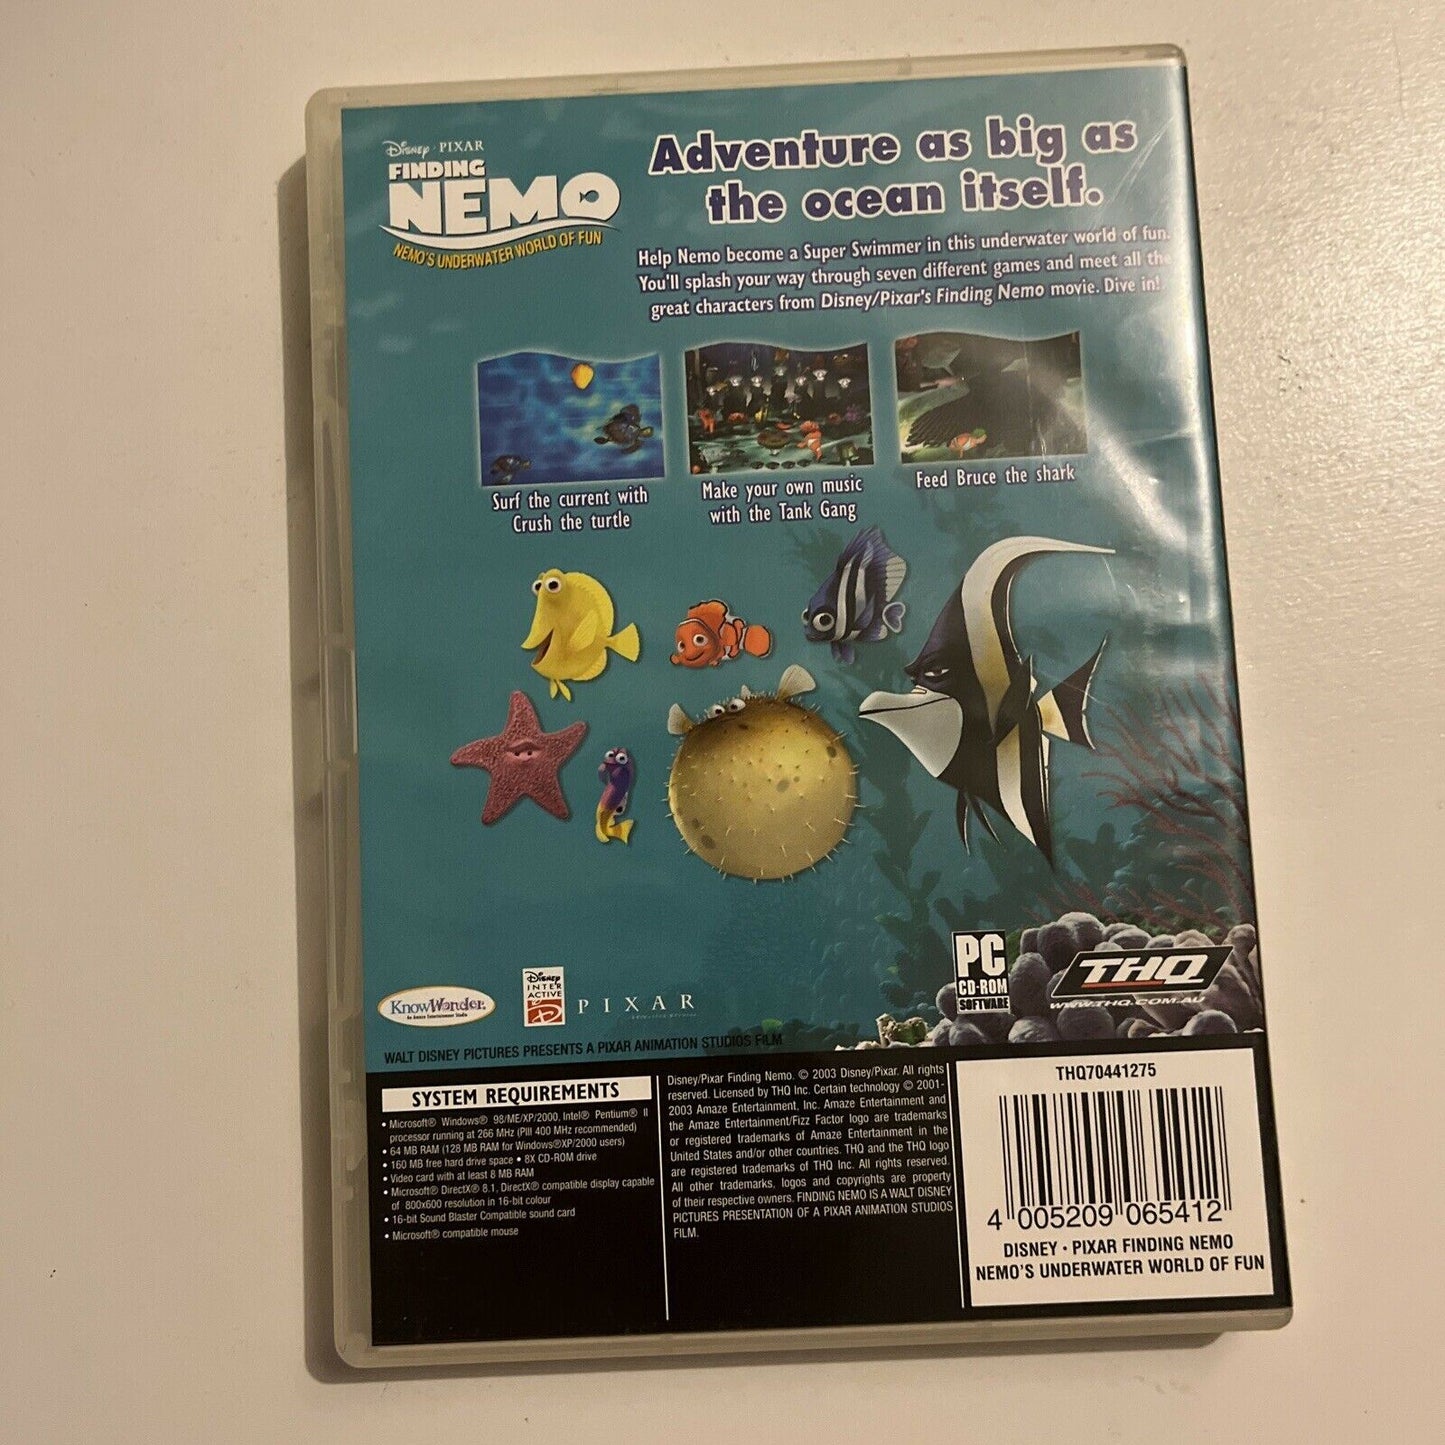 Disney · PIXAR
FINDING
NEMO
NEMO'S UNDERWATER WORLD OF FUN
Adventure as big as
the ocean itself.
Help Nemo become a Super Swimmer in this underwater world of fun.
You'll splash your way through seven different games and meet all the
great characters from Disney/Pixar's Finding Nemo movie. Dive in!
Surf the current with
Crush the turtle
Make your own music
with the Tank Gang
Feed Bruce the shark
KnowWonder
An Amaze Entertainment Studio
Disney
INTER
ACTIVE
PIXAR
PC
CD-ROM
SOFTWARE
THQ
WWW.THQ.COM.AU
WALT DISNEY PICTURES PRESENTS A PIXAR ANIMATION STUDIOS FILM
SYSTEM REQUIREMENTS
• Microsoft® Windows® 98/ME/XP/2000, Intel® Pentium® II
processor running at 266 MHz (PIII 400 MHz recommended)
• 64 MB RAM (128 MB RAM for Windows®XP/2000 users)
• 160 MB free hard drive space • 8X CD-ROM drive
• Video card with at least 8 MB RAM
• Microsoft® DirectX® 8.1, DirectX® compatible display capable
of 800x600 resolution in 16-bit colour
• 16-bit Sound Blaster Compatible sound card
• Microsoft® compatible mouse
Disney/Pixar Finding Nemo. © 2003 Disney/Pixar. All rights
reserved. Licensed by THQ Inc. Certain technology © 2001-
2003 Amaze Entertainment, Inc. Amaze Entertainment and
the Amaze Entertainment/Fizz Factor logo are trademarks
or registered trademarks of Amaze Entertainment in the
United States and/or other countries. THQ and the THQ logo
are registered trademarks of THQ Inc. All rights reserved.
All other trademarks, logos and copyrights are property
of their respective owners. FINDING NEMO IS A WALT DISNEY
PICTURES PRESENTATION OF A PIXAR ANIMATION STUDIOS
FILM.
THQ70441275
4 005209 065412
DISNEY · PIXAR FINDING NEMO
NEMO'S UNDERWATER WORLD OF FUN